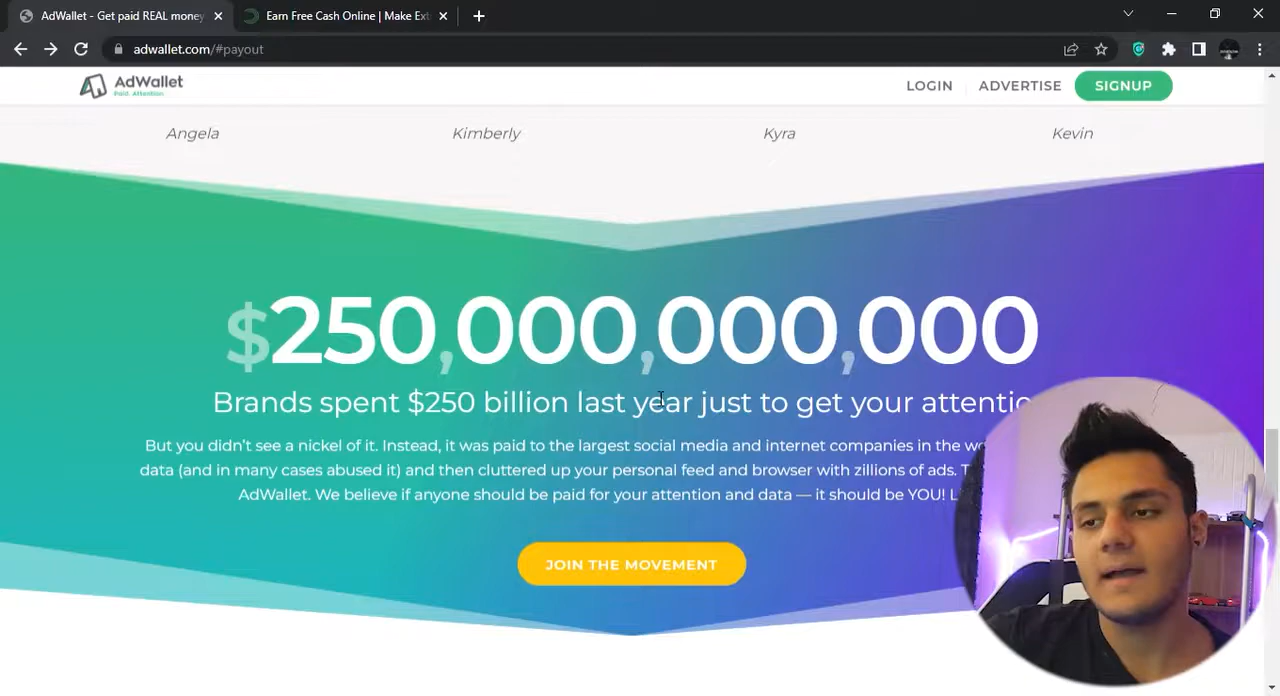 AdWallet - Get paid REAL money
Earn Free Cash Online | Make Ext
adwallet.com/#payout
AdWallet
Paid. Attention
LOGIN
ADVERTISE
SIGNUP
Angela
Kimberly
Kyra
Kevin
$250,000,000,000
Brands spent $250 billion last year just to get your attentio
But you didn't see a nickel of it. Instead, it was paid to the largest social media and internet companies in the wo
data (and in many cases abused it) and then cluttered up your personal feed and browser with zillions of ads. T
AdWallet. We believe if anyone should be paid for your attention and data — it should be YOU! L
JOIN THE MOVEMENT